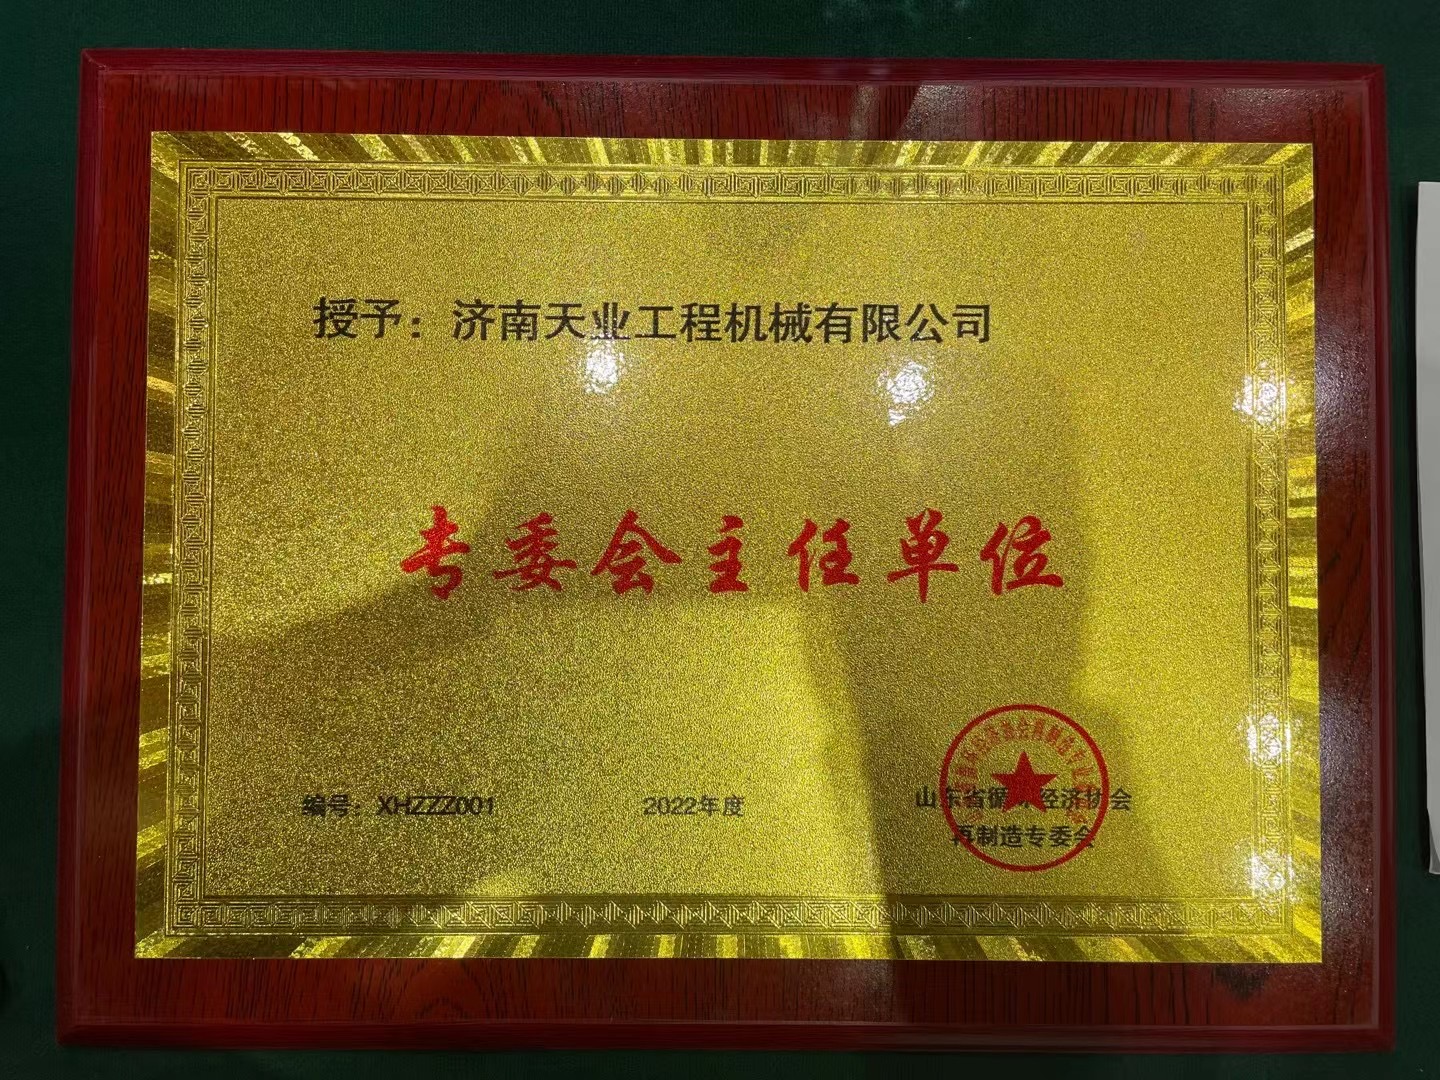 授予：济南天业工程机械有限公司
专委会主任单位
编号：XHZZZ001
2022年度
山东省循环经济协会
再制造专委会